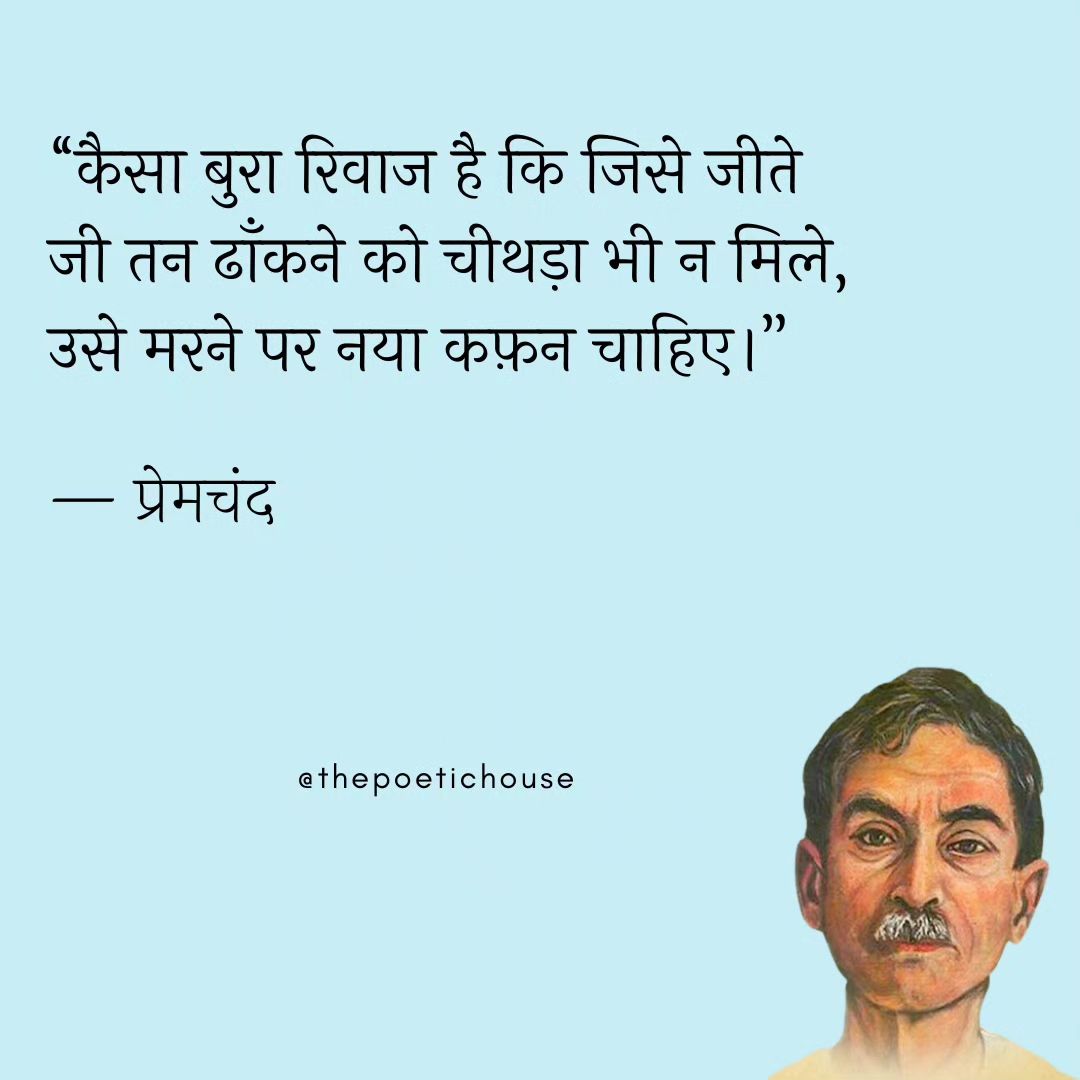 “कैसा बुरा रिवाज है कि जिसे जीते
जी तन ढाँकने को चीथड़ा भी न मिले,
उसे मरने पर नया कफ़न चाहिए।”
— प्रेमचंद
@thepoetichouse